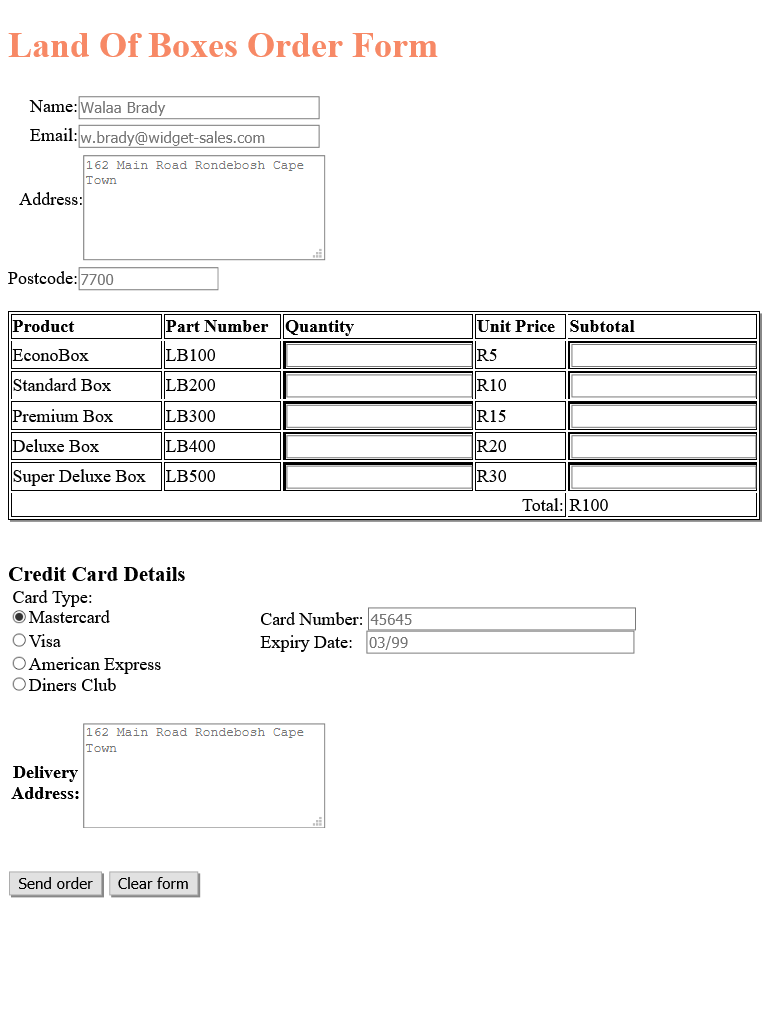 Land Of Boxes Order Form
Name: Walaa Brady
Email: w.brady@widget-sales.com
Address: 162 Main Road Rondebosh Cape
Town
Postcode: 7700
Product Part Number Quantity Unit Price Subtotal
EconoBox LB100 R5
Standard Box LB200 R10
Premium Box LB300 R15
Deluxe Box LB400 R20
Super Deluxe Box LB500 R30
Total: R100
Credit Card Details
Card Type:
Mastercard Card Number: 45645
Visa Expiry Date: 03/99
American Express
Diners Club
Delivery Address: 162 Main Road Rondebosh Cape
Town
Send order Clear form